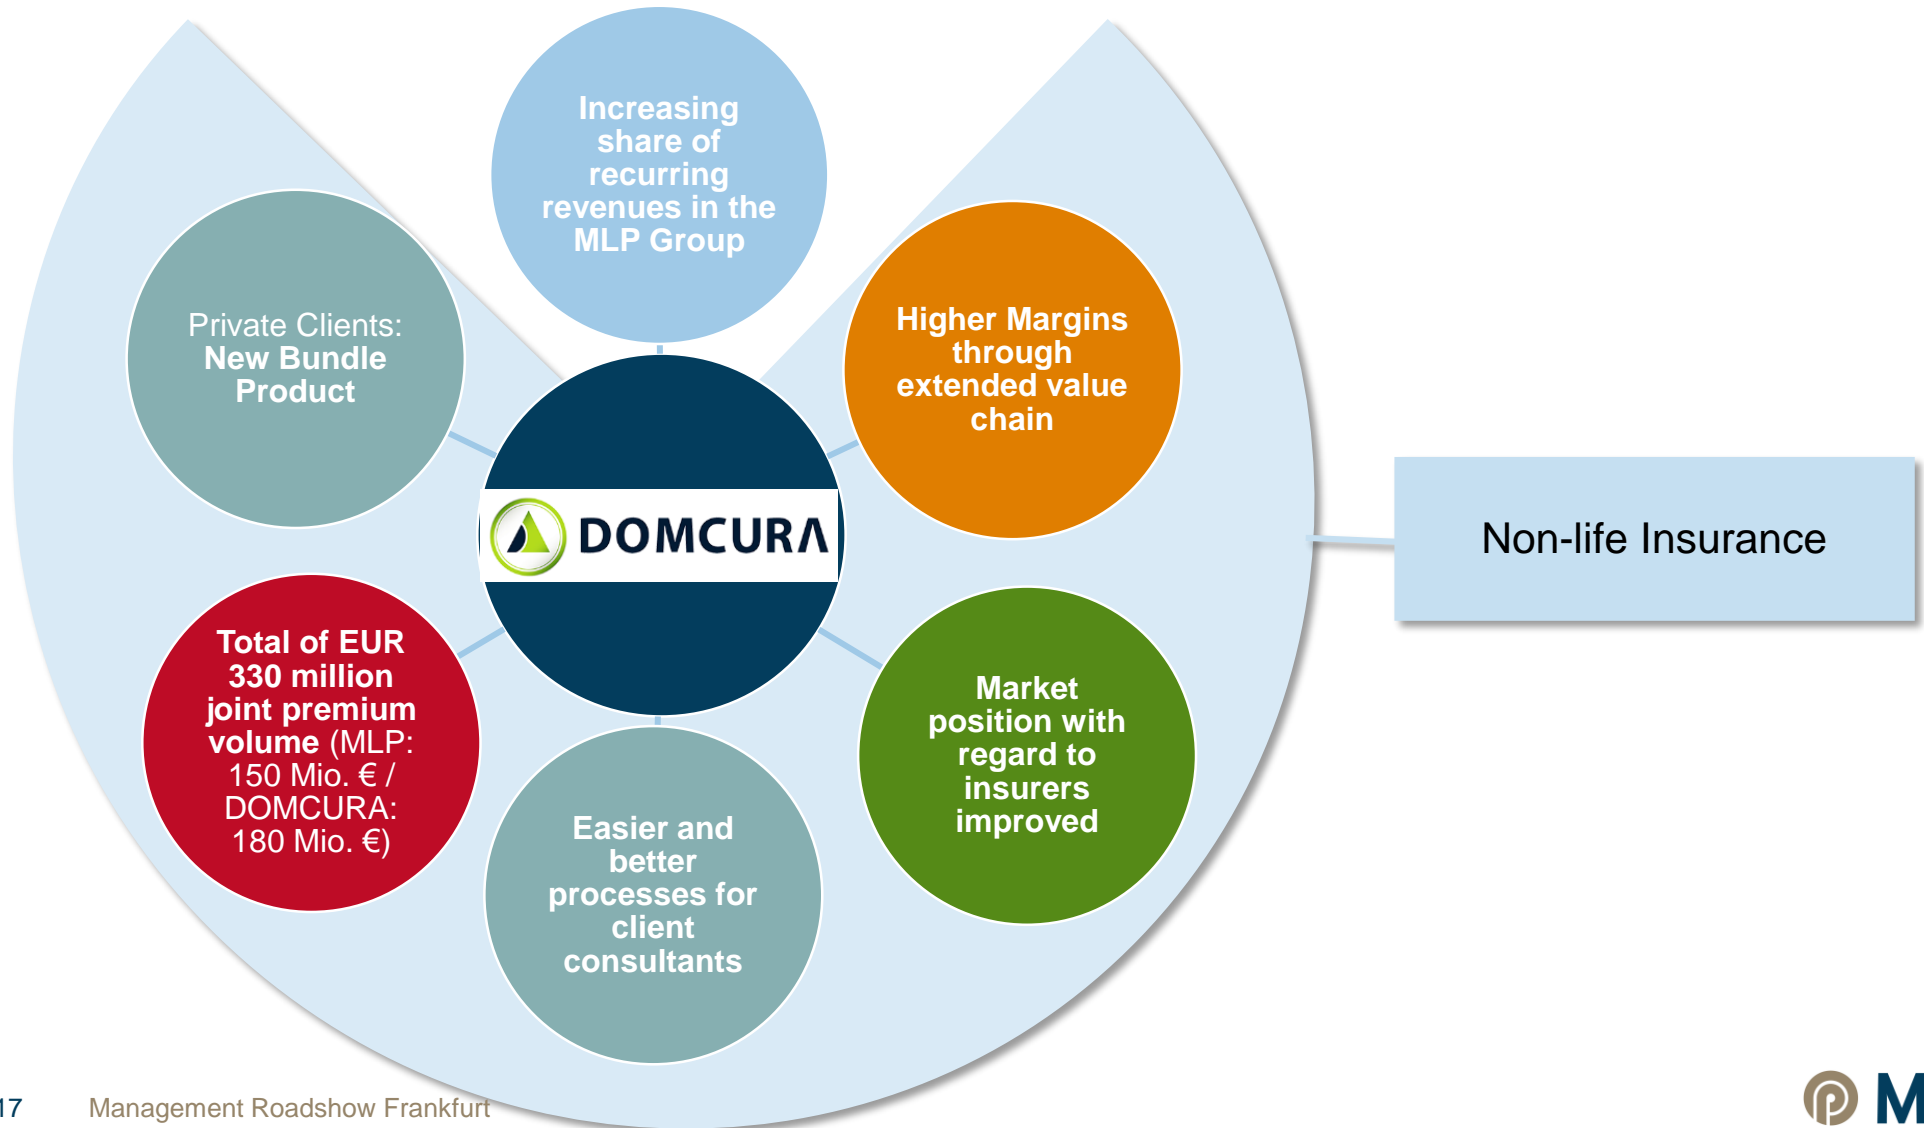 Increasing
share of
recurring
revenues in the
MLP Group
Private Clients:
New Bundle
Product
Higher Margins
through
extended value
chain
DOMCURA
Non-life Insurance
Total of EUR
330 million
joint premium
volume (MLP:
150 Mio. € /
DOMCURA:
180 Mio. €)
Market
position with
regard to
insurers
improved
Easier and
better
processes for
client
consultants
17 Management Roadshow Frankfurt
M